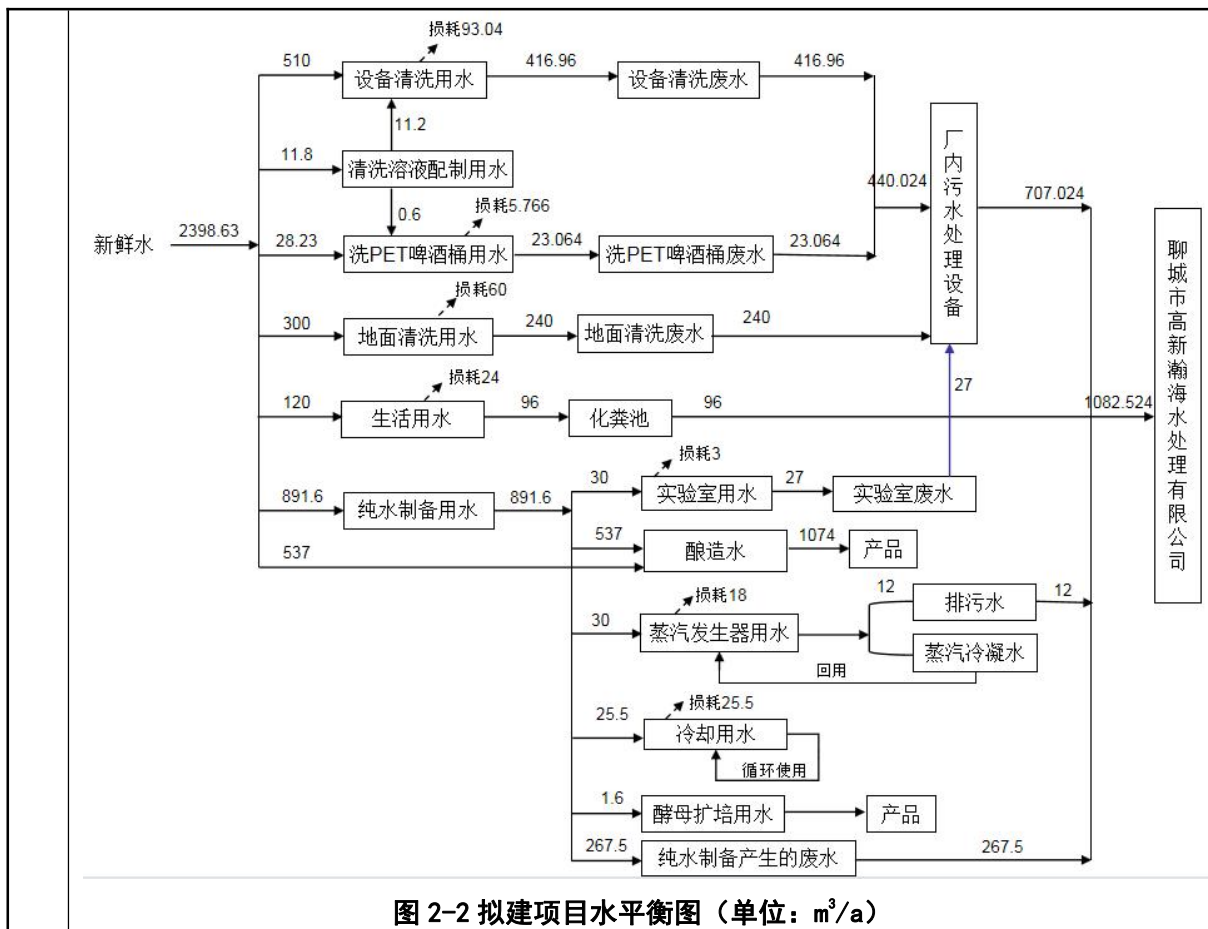 损耗93.04
510
设备清洗用水
416.96
设备清洗废水
416.96
11.2
11.8
清洗溶液配制用水
0.6
损耗5.766
新鲜水
2398.63
28.23
洗PET啤酒桶用水
23.064
洗PET啤酒桶废水
23.064
440.024
厂内污水处理设备
707.024
损耗60
300
地面清洗用水
240
地面清洗废水
240
27
损耗24
120
生活用水
96
化粪池
96
1082.524
聊城市高新瀚海水处理有限公司
损耗3
891.6
纯水制备用水
891.6
30
实验室用水
27
实验室废水
537
537
酿造水
1074
产品
损耗18
30
蒸汽发生器用水
12
排污水
12
蒸汽冷凝水
回用
损耗25.5
25.5
冷却用水
循环使用
1.6
酵母扩培用水
产品
267.5
纯水制备产生的废水
267.5
图 2-2 拟建项目水平衡图（单位：m³/a）